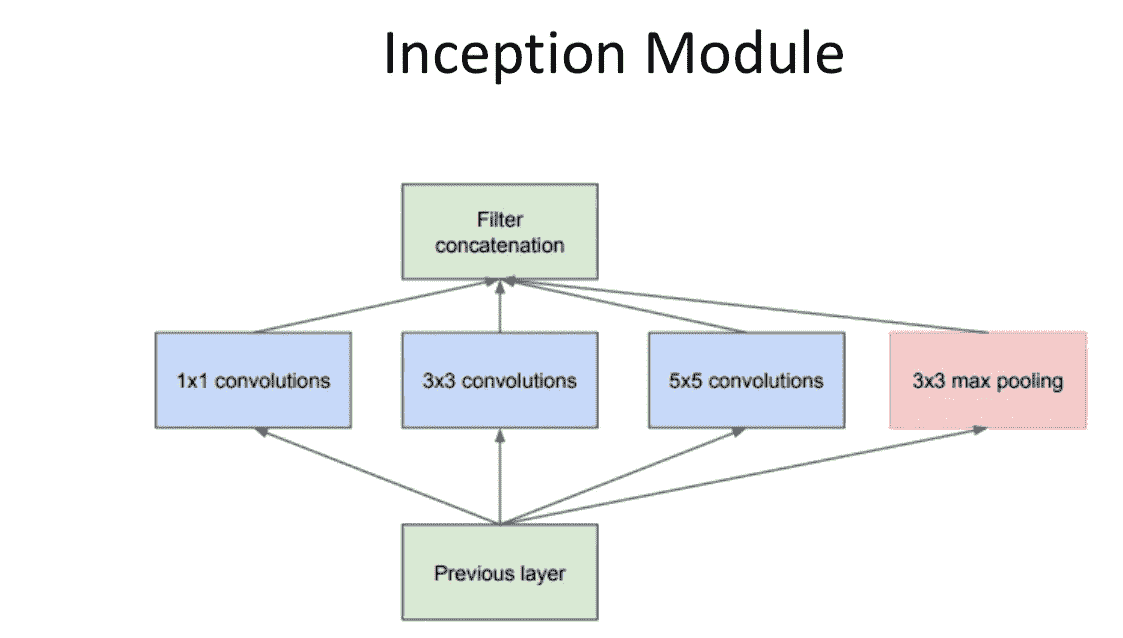 Inception Module
Filter
concatenation
1x1 convolutions
3x3 convolutions
5x5 convolutions
3x3 max pooling
Previous layer